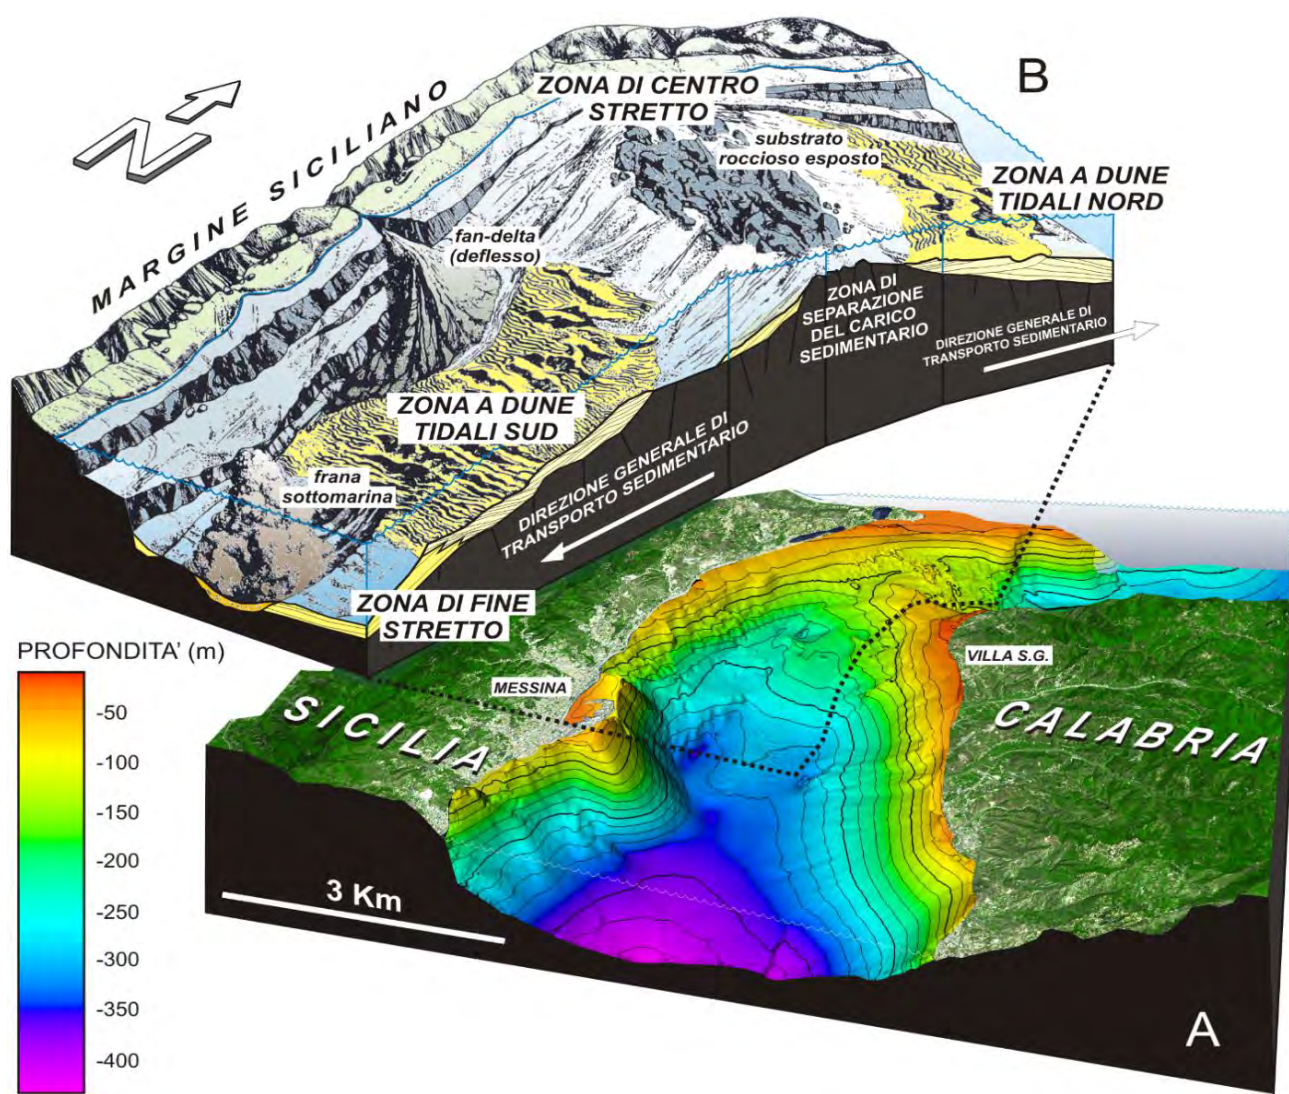 B
MARGINE SICILIANO
ZONA DI CENTRO
STRETTO
substrato
roccioso esposto
ZONA A DUNE
TIDALI NORD
fan-delta
(deflesso)
ZONA DI
SEPARAZIONE
DEL CARICO
SEDIMENTARIO
DIREZIONE GENERALE DI
TRANSPORTO SEDIMENTARIO
ZONA A DUNE
TIDALI SUD
frana
sottomarina
DIREZIONE GENERALE DI
TRANSPORTO SEDIMENTARIO
ZONA DI FINE
STRETTO
PROFONDITA' (m)
-50
-100
-150
-200
-250
-300
-350
-400
MESSINA
VILLA S.G.
SICILIA
CALABRIA
3 Km
A